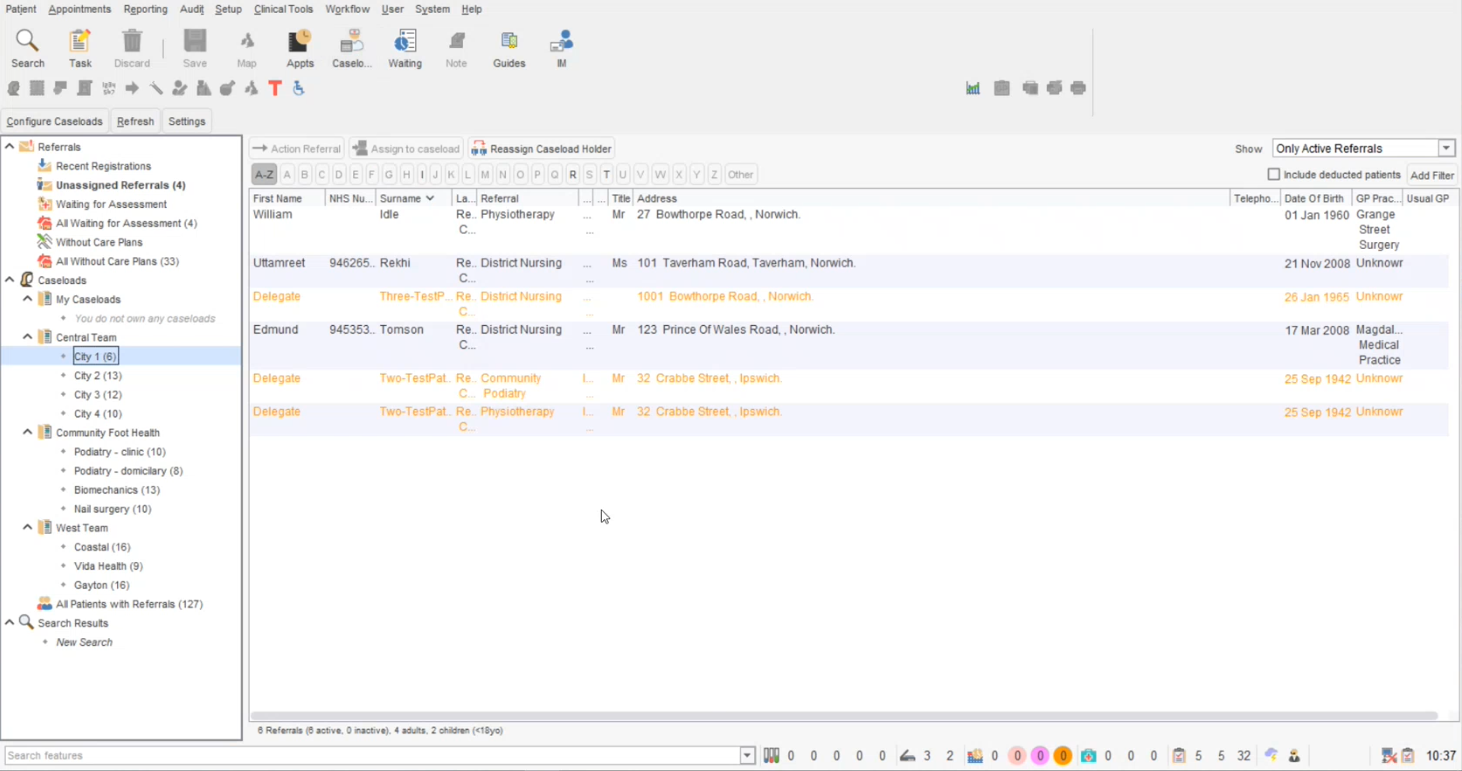 Patient Appointments Reporting Audit Setup Clinical Tools Workflow User System Help
Search Task Discard Save Map Appts Caselo... Waiting Note Guides IM
Configure Caseloads Refresh Settings
Referrals
Recent Registrations
Unassigned Referrals (4)
Waiting for Assessment
All Waiting for Assessment (4)
Without Care Plans
All Without Care Plans (33)
Caseloads
My Caseloads
You do not own any caseloads
Central Team
City 1 (6)
City 2 (13)
City 3 (12)
City 4 (10)
Community Foot Health
Podiatry - clinic (10)
Podiatry - domicilary (8)
Biomechanics (13)
Nail surgery (10)
West Team
Coastal (16)
Vida Health (9)
Gayton (16)
All Patients with Referrals (127)
Search Results
New Search
Action Referral Assign to caseload Reassign Caseload Holder Show Only Active Referrals
A-Z A B C D E F G H I J K L M N O P Q R S T U V W X Y Z Other Include deducted patients Add Filter
First Name NHS Nu... Surname La... Referral ... ... Title Address Telepho... Date Of Birth GP Prac... Usual GP
William Idle Re.. Physiotherapy ... Mr 27 Bowthorpe Road, , Norwich. 01 Jan 1960 Grange
C... ... Street
Surgery
Uttamreet 946265.. Rekhi Re.. District Nursing ... Ms 101 Taverham Road, Taverham, Norwich. 21 Nov 2008 Unknowr
C... ...
Delegate Three-TestP... Re.. District Nursing ... 1001 Bowthorpe Road, , Norwich. 26 Jan 1965 Unknowr
C... ...
Edmund 945353.. Tomson Re.. District Nursing ... Mr 123 Prince Of Wales Road, , Norwich. 17 Mar 2008 Magdal...
C... ... Medical
Practice
Delegate Two-TestPat.. Re.. Community I... Mr 32 Crabbe Street, , Ipswich. 25 Sep 1942 Unknowr
C... Podiatry ...
Delegate Two-TestPat.. Re.. Physiotherapy I... Mr 32 Crabbe Street, , Ipswich. 25 Sep 1942 Unknowr
C... ...
6 Referrals (6 active, 0 inactive), 4 adults, 2 children (<18yo)
Search features 0 0 0 0 0 3 2 0 0 0 0 0 0 0 5 5 32 10:37